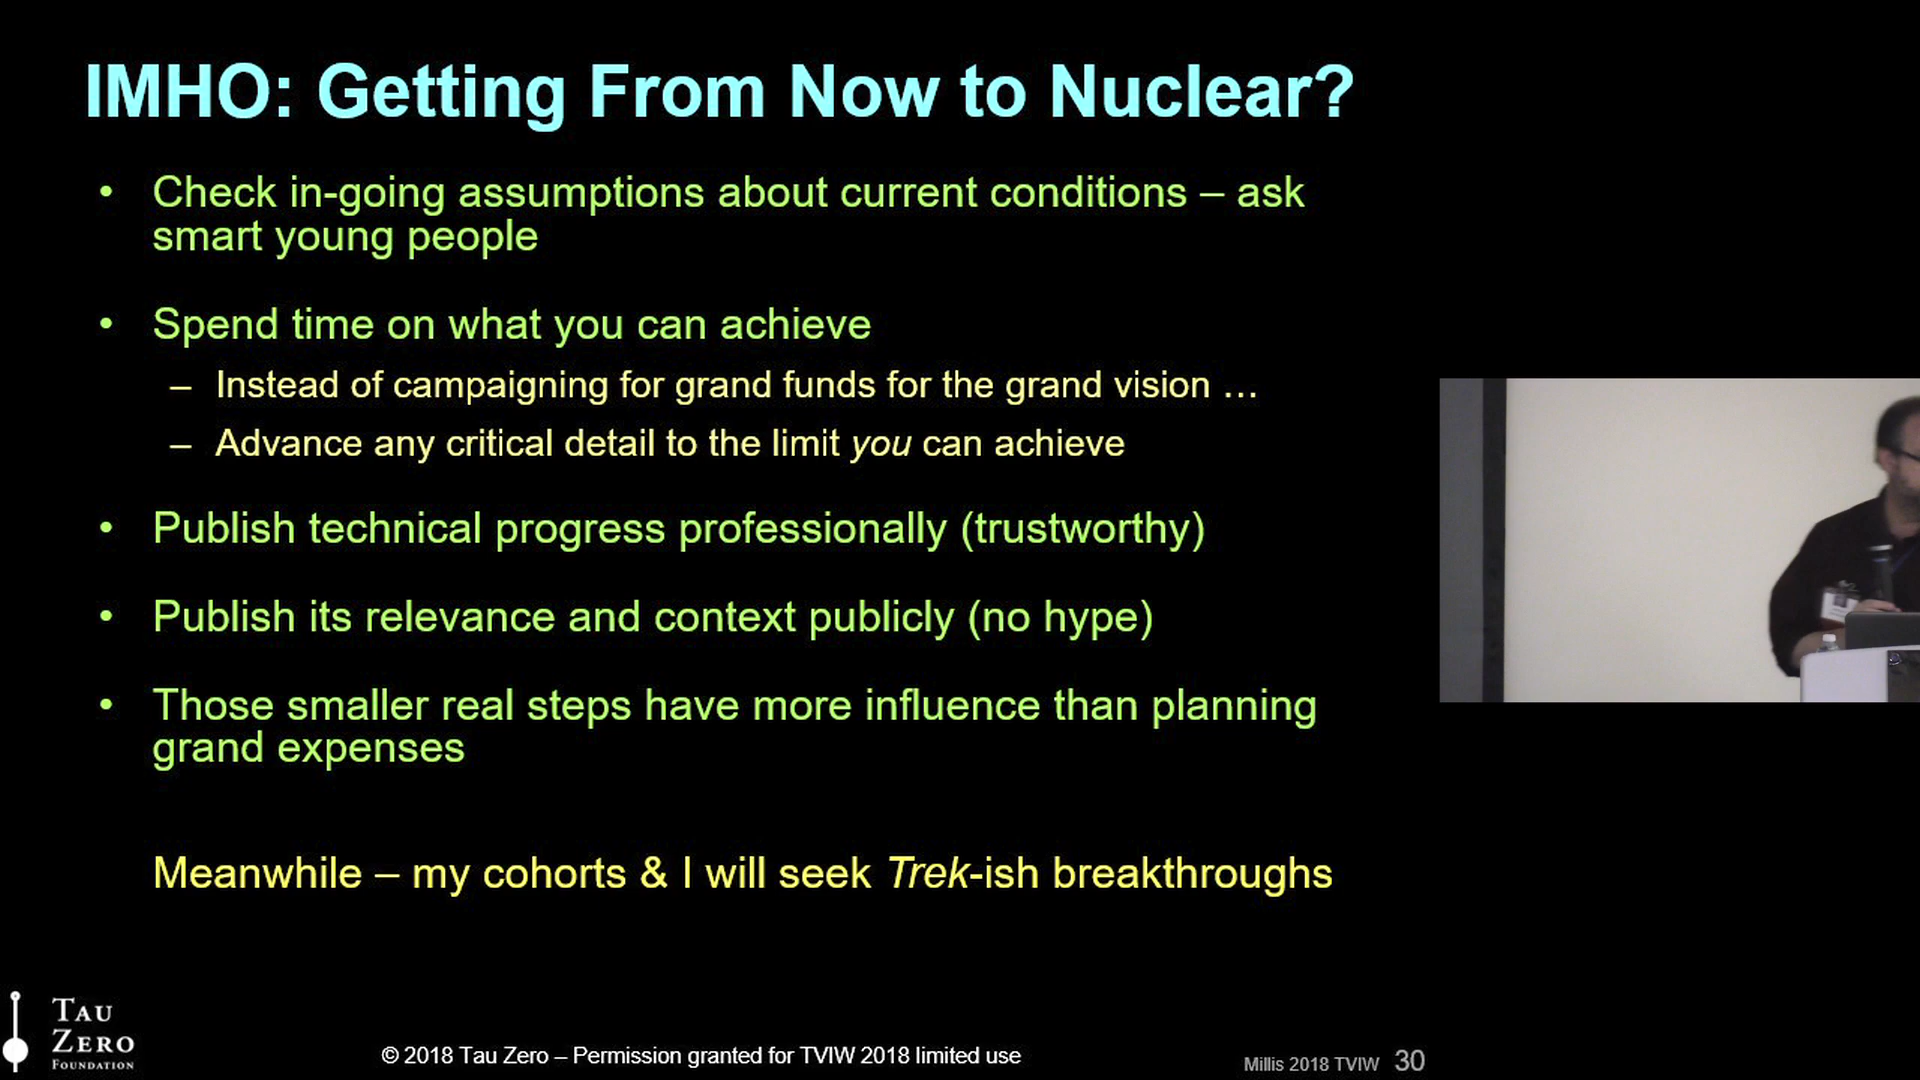 IMHO: Getting From Now to Nuclear?
• Check in-going assumptions about current conditions – ask
smart young people
• Spend time on what you can achieve
– Instead of campaigning for grand funds for the grand vision …
– Advance any critical detail to the limit you can achieve
• Publish technical progress professionally (trustworthy)
• Publish its relevance and context publicly (no hype)
• Those smaller real steps have more influence than planning
grand expenses
Meanwhile – my cohorts & I will seek Trek-ish breakthroughs
TAU
ZERO
FOUNDATION
© 2018 Tau Zero – Permission granted for TVIW 2018 limited use
Millis 2018 TVIW 30